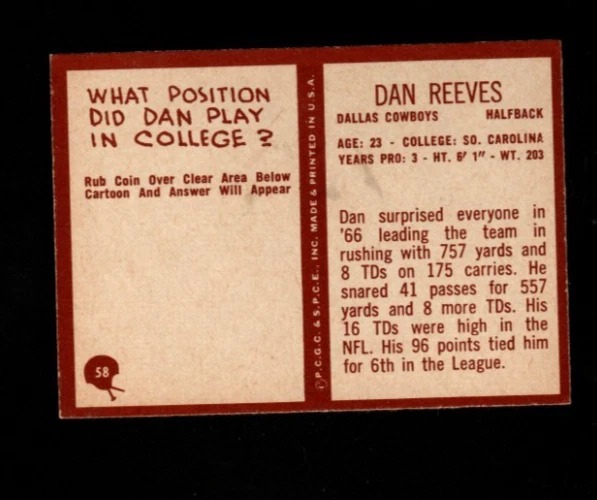 WHAT POSITION
DID DAN PLAY
IN COLLEGE ?
Rub Coin Over Clear Area Below
Cartoon And Answer Will Appear
58
© P.C.G.C. & S.P.C.E., INC. MADE & PRINTED IN U.S.A.
DAN REEVES
DALLAS COWBOYS HALFBACK
AGE: 23 - COLLEGE: SO. CAROLINA
YEARS PRO: 3 - HT. 6' 1" - WT. 203
Dan surprised everyone in
'66 leading the team in
rushing with 757 yards and
8 TDs on 175 carries. He
snared 41 passes for 557
yards and 8 more TDs. His
16 TDs were high in the
NFL. His 96 points tied him
for 6th in the League.